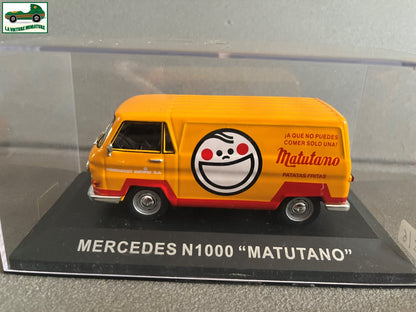 LA VOITURE MINIATURE
¡A QUE NO PUEDES
COMER SOLO UNA!
Matutano
PATATAS FRITAS
MERCEDES N1000 “MATUTANO”